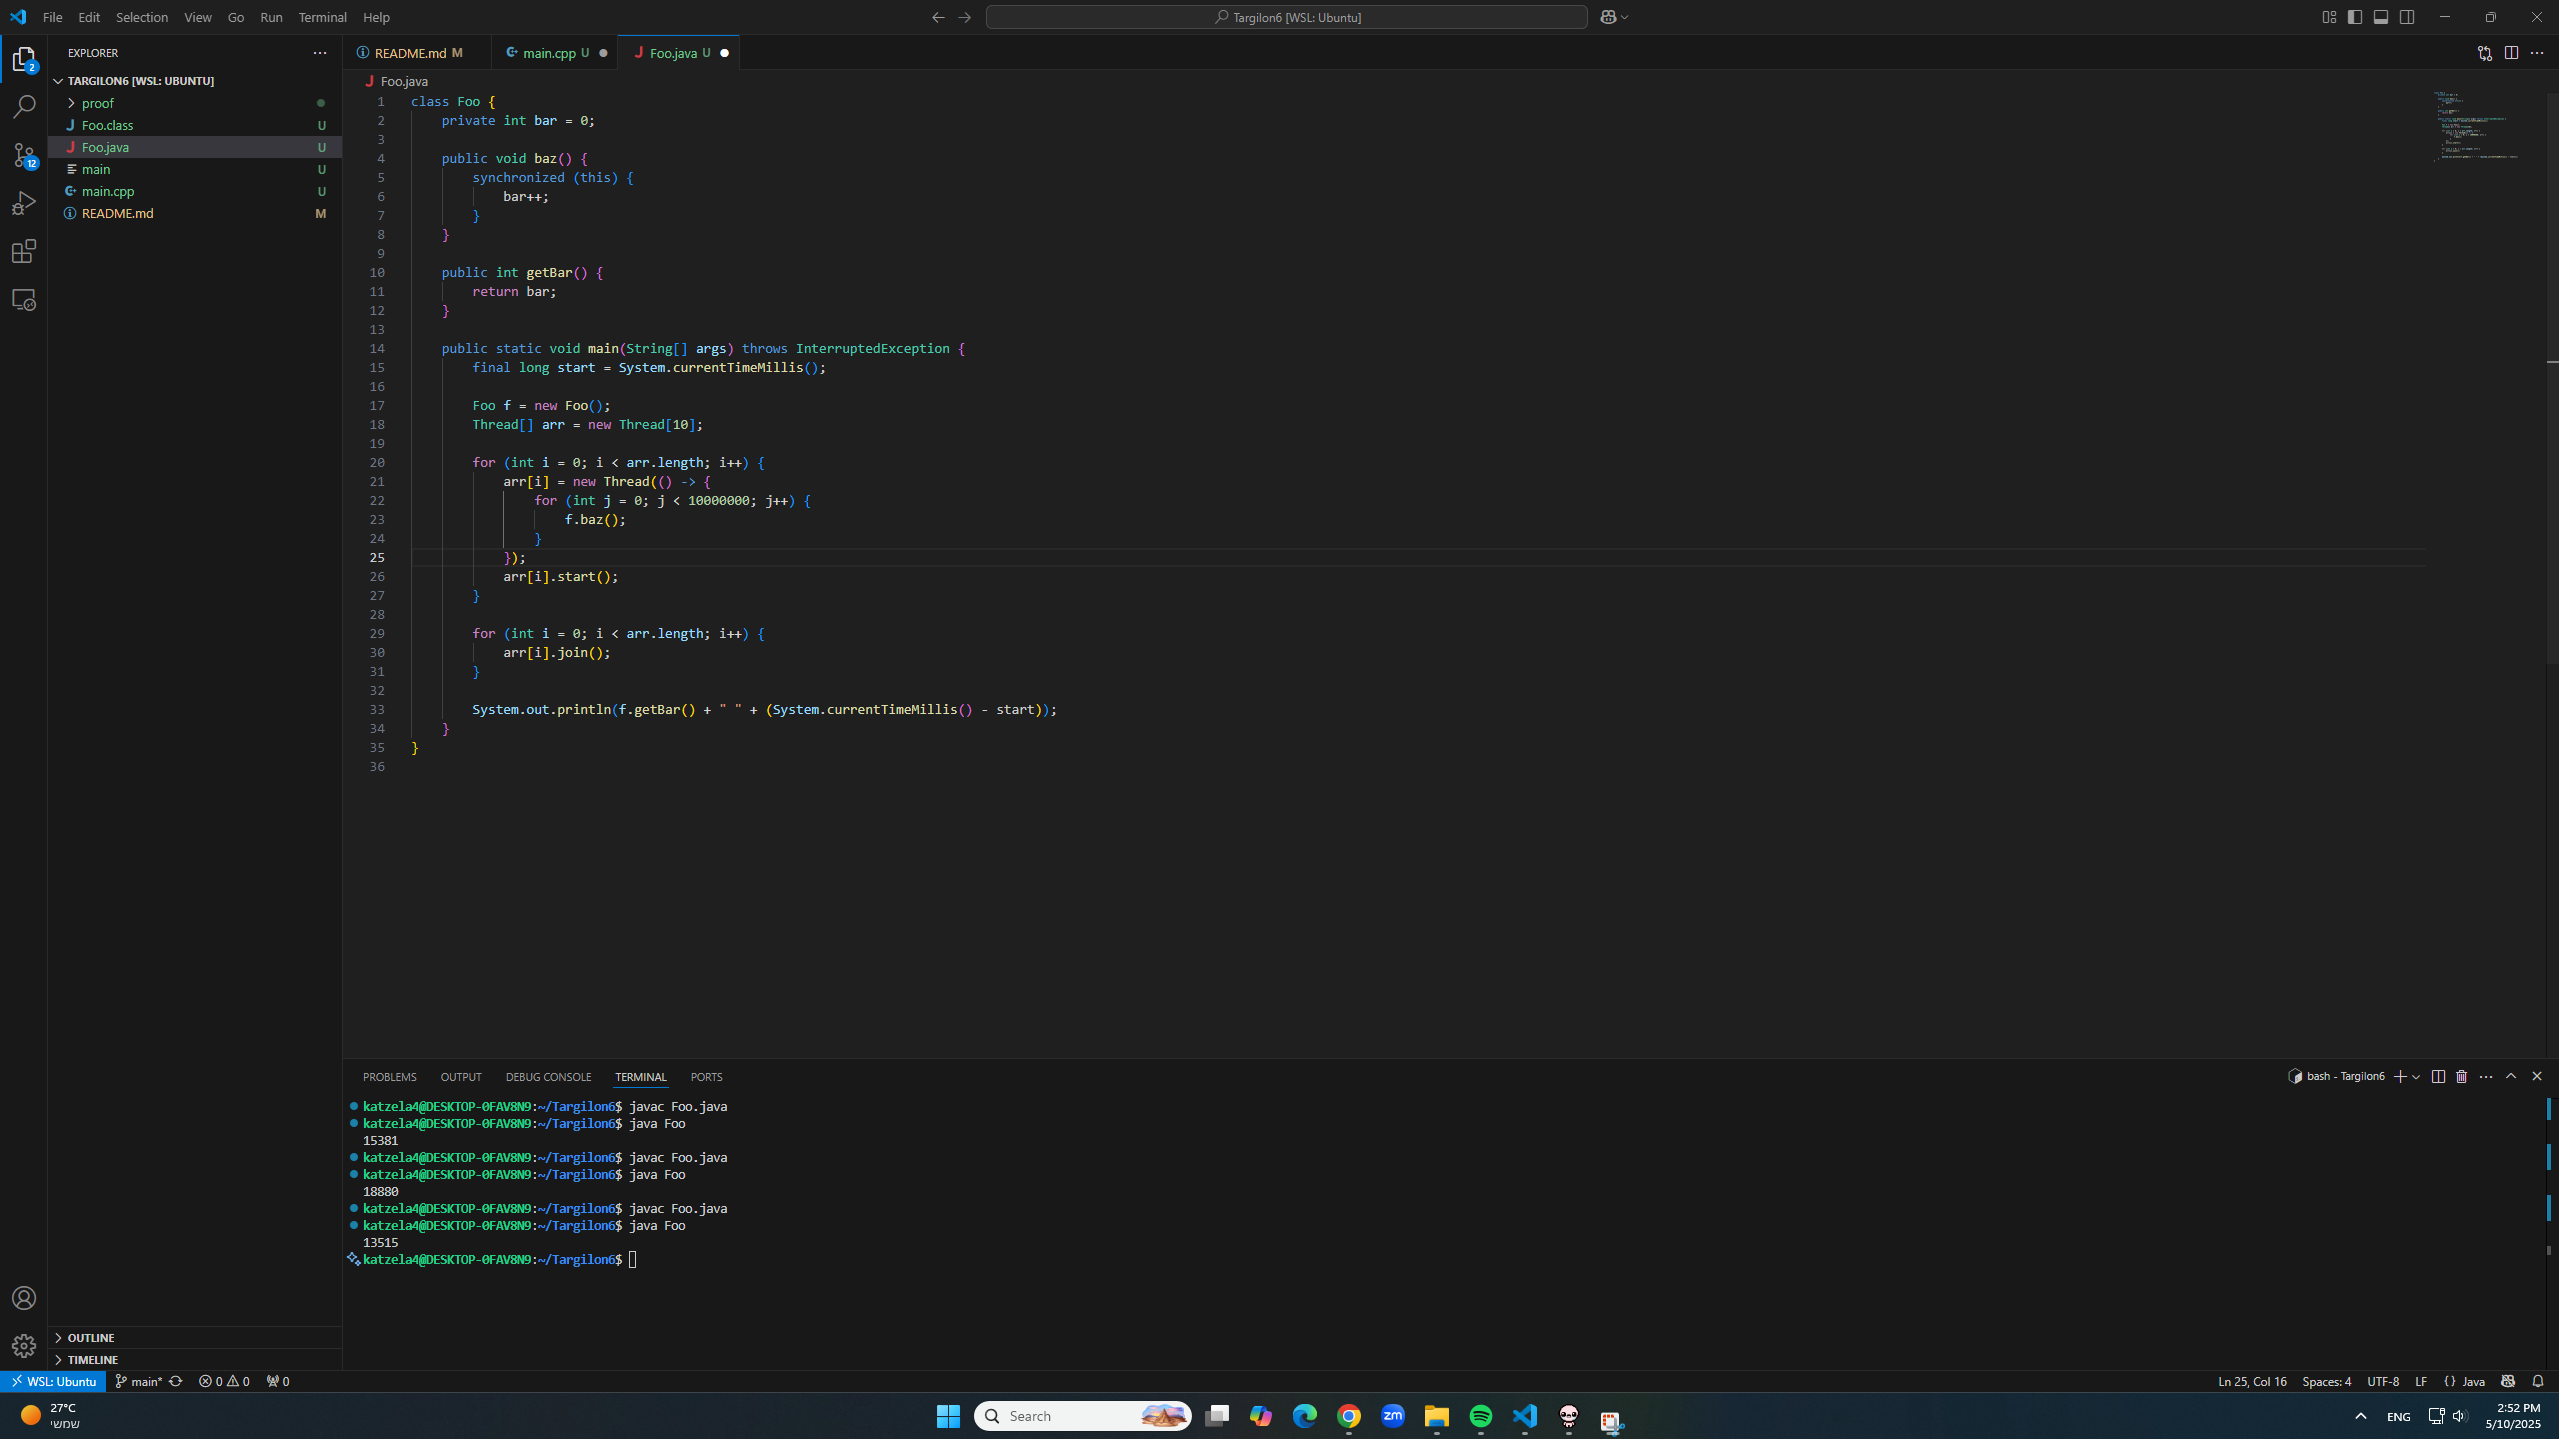 File Edit Selection View Go Run Terminal Help
Targilon6 [WSL: Ubuntu]
EXPLORER
TARGILON6 [WSL: UBUNTU]
proof
Foo.class U
Foo.java U
main U
main.cpp U
README.md M
OUTLINE
TIMELINE
2
12
README.md M
main.cpp U
Foo.java U
Foo.java
1 class Foo {
2 private int bar = 0;
3
4 public void baz() {
5 synchronized (this) {
6 bar++;
7 }
8 }
9
10 public int getBar() {
11 return bar;
12 }
13
14 public static void main(String[] args) throws InterruptedException {
15 final long start = System.currentTimeMillis();
16
17 Foo f = new Foo();
18 Thread[] arr = new Thread[10];
19
20 for (int i = 0; i < arr.length; i++) {
21 arr[i] = new Thread(() -> {
22 for (int j = 0; j < 10000000; j++) {
23 f.baz();
24 }
25 });
26 arr[i].start();
27 }
28
29 for (int i = 0; i < arr.length; i++) {
30 arr[i].join();
31 }
32
33 System.out.println(f.getBar() + " " + (System.currentTimeMillis() - start));
34 }
35 }
36
PROBLEMS OUTPUT DEBUG CONSOLE TERMINAL PORTS
bash - Targilon6
katzela4@DESKTOP-0FAV8N9:~/Targilon6$ javac Foo.java
katzela4@DESKTOP-0FAV8N9:~/Targilon6$ java Foo
15381
katzela4@DESKTOP-0FAV8N9:~/Targilon6$ javac Foo.java
katzela4@DESKTOP-0FAV8N9:~/Targilon6$ java Foo
18880
katzela4@DESKTOP-0FAV8N9:~/Targilon6$ javac Foo.java
katzela4@DESKTOP-0FAV8N9:~/Targilon6$ java Foo
13515
katzela4@DESKTOP-0FAV8N9:~/Targilon6$
WSL: Ubuntu main* 0 0 0
Ln 25, Col 16 Spaces: 4 UTF-8 LF {} Java
27°C
שמשי
Search
zm
ENG
2:52 PM
5/10/2025